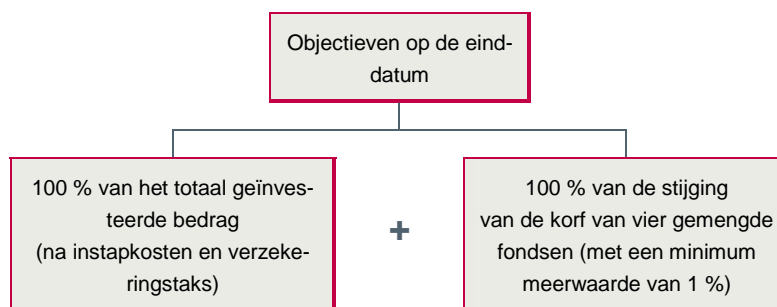 Objectieven op de eind-
datum
100 % van het totaal geïnves-
teerde bedrag
(na instapkosten en verzeke-
ringstaks)
+
100 % van de stijging
van de korf van vier gemengde
fondsen (met een minimum
meerwaarde van 1 %)